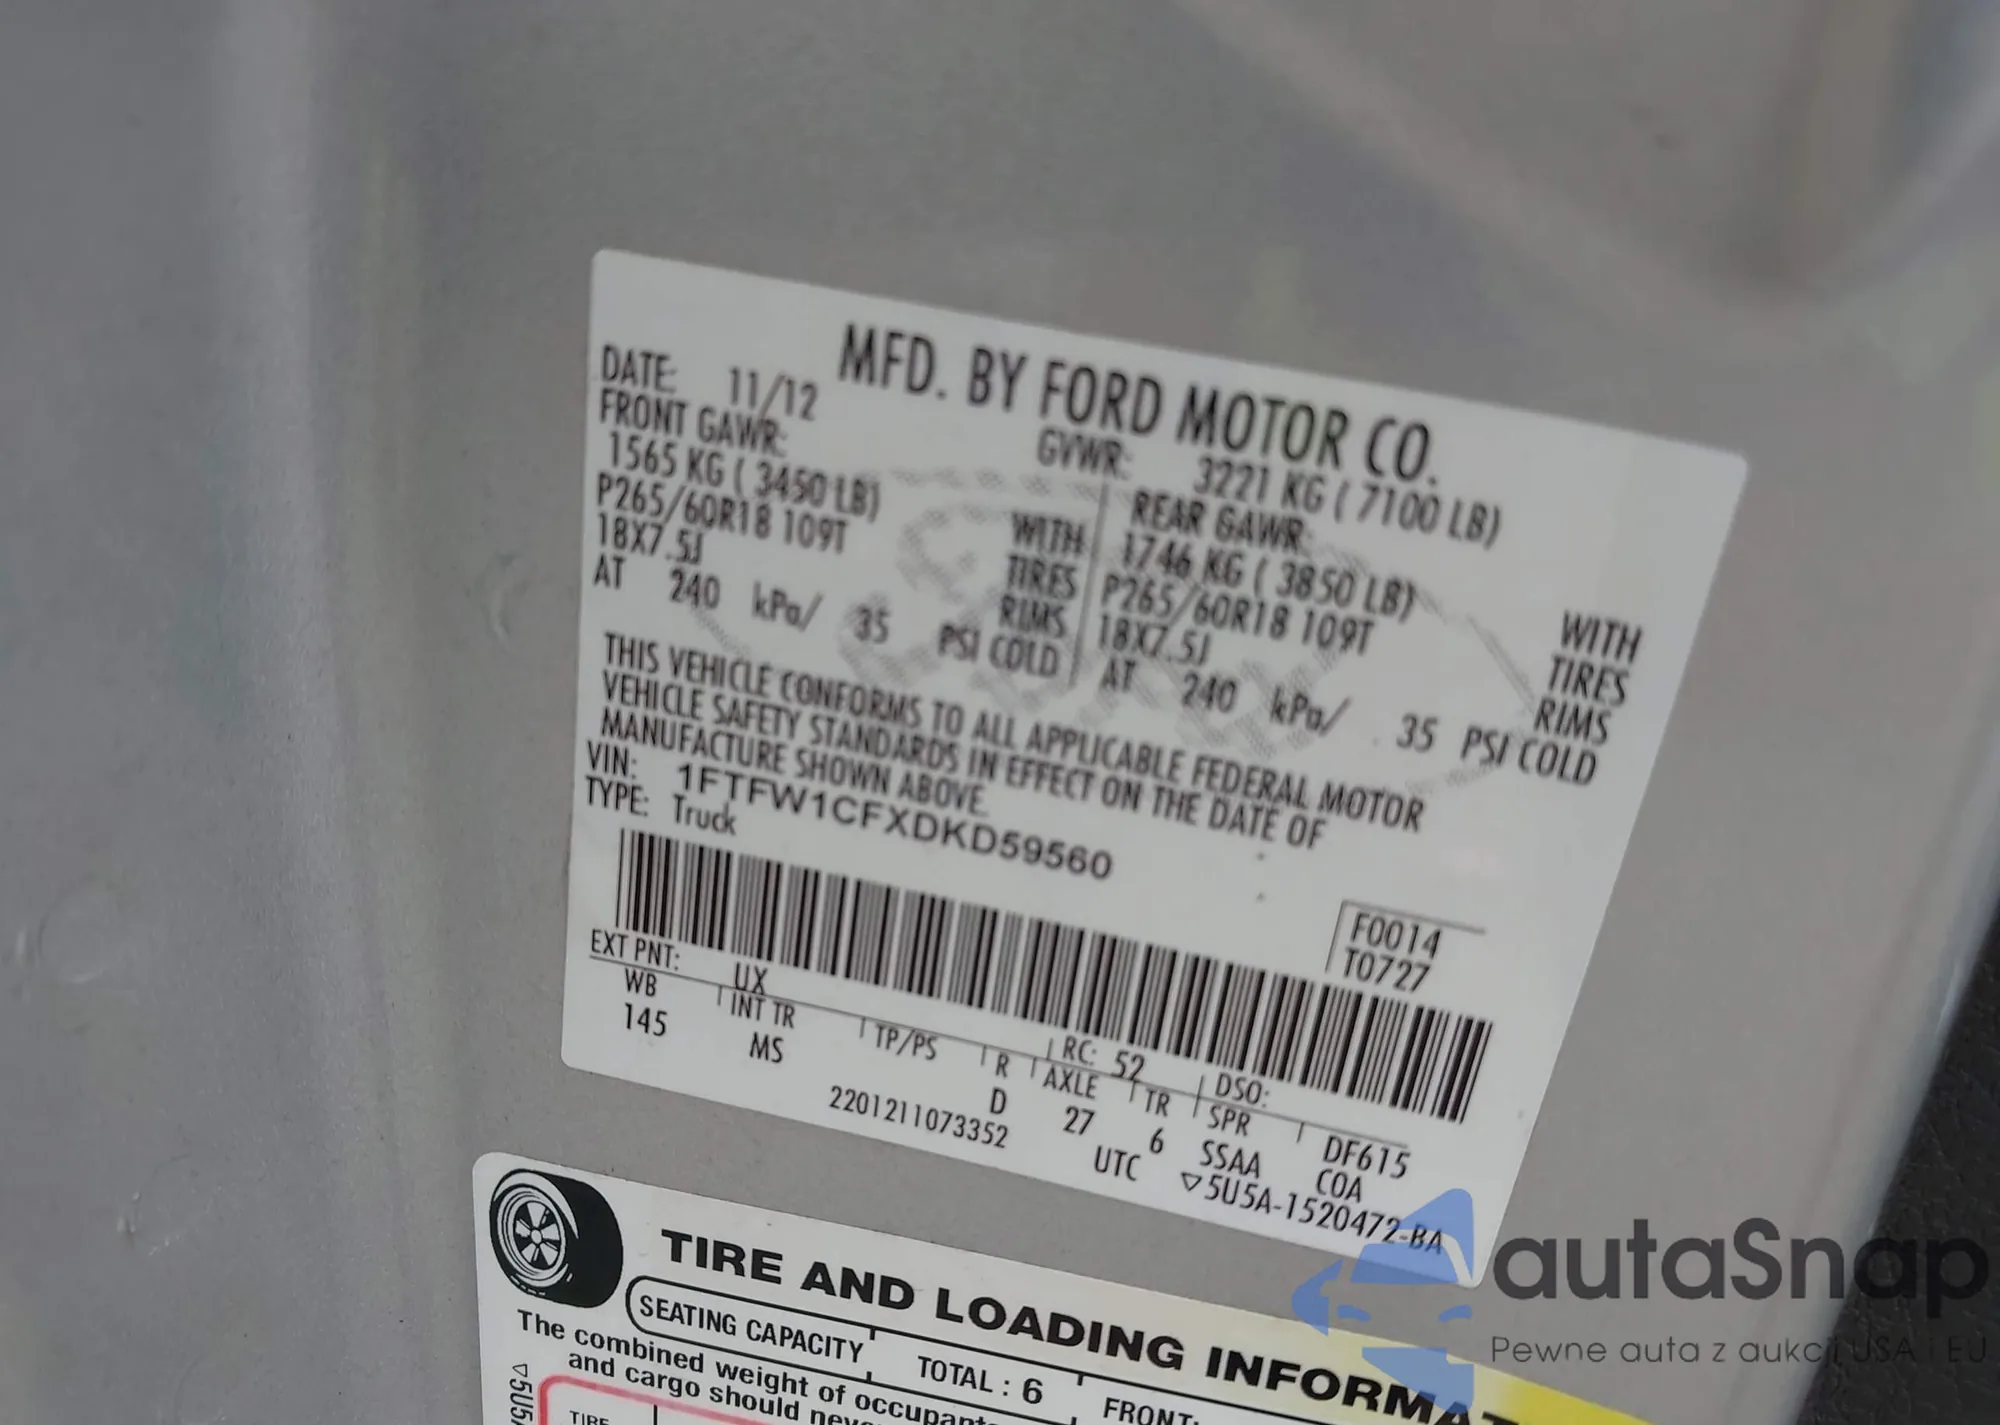 MFD. BY FORD MOTOR CO.
DATE: 11/12
GVWR: 3221 KG ( 7100 LB)
FRONT GAWR:
1565 KG ( 3450 LB)
P265/60R18 109T
18X7.5J
AT 240 kPa/ 35 PSI COLD
WITH
TIRES
RIMS
REAR GAWR:
1746 KG ( 3850 LB)
P265/60R18 109T
18X7.5J
AT 240 kPa/ 35 PSI COLD
WITH
TIRES
RIMS
THIS VEHICLE CONFORMS TO ALL APPLICABLE FEDERAL MOTOR
VEHICLE SAFETY STANDARDS IN EFFECT ON THE DATE OF
MANUFACTURE SHOWN ABOVE.
VIN: 1FTFW1CFXDKD59560
TYPE: Truck
F0014
T0727
EXT PNT: UX RC: 52 DSO:
WB INT TR TP/PS R AXLE TR SPR DF615
145 MS D 27 6 SSAA COA
2201211073352 UTC ▽5U5A-1520472-BA
TIRE AND LOADING INFORMAT
SEATING CAPACITY TOTAL : 6 FRONT:
The combined weight of occupants
and cargo should never
TIRE
▽5U5A
autaSnap
Pewne auta z aukcji USA i EU